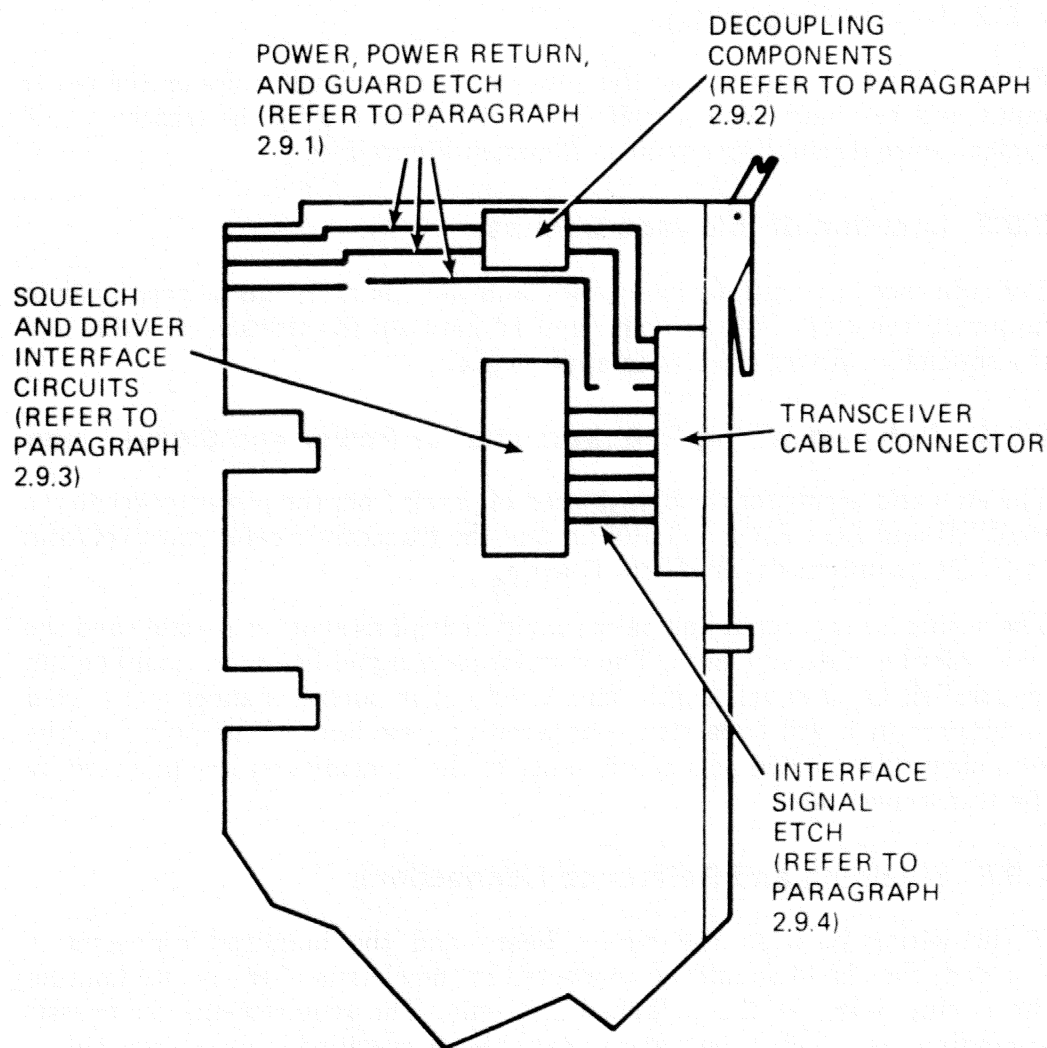 POWER, POWER RETURN,
AND GUARD ETCH
(REFER TO PARAGRAPH
2.9.1)
DECOUPLING
COMPONENTS
(REFER TO PARAGRAPH
2.9.2)
SQUELCH
AND DRIVER
INTERFACE
CIRCUITS
(REFER TO
PARAGRAPH
2.9.3)
TRANSCEIVER
CABLE CONNECTOR
INTERFACE
SIGNAL
ETCH
(REFER TO
PARAGRAPH
2.9.4)